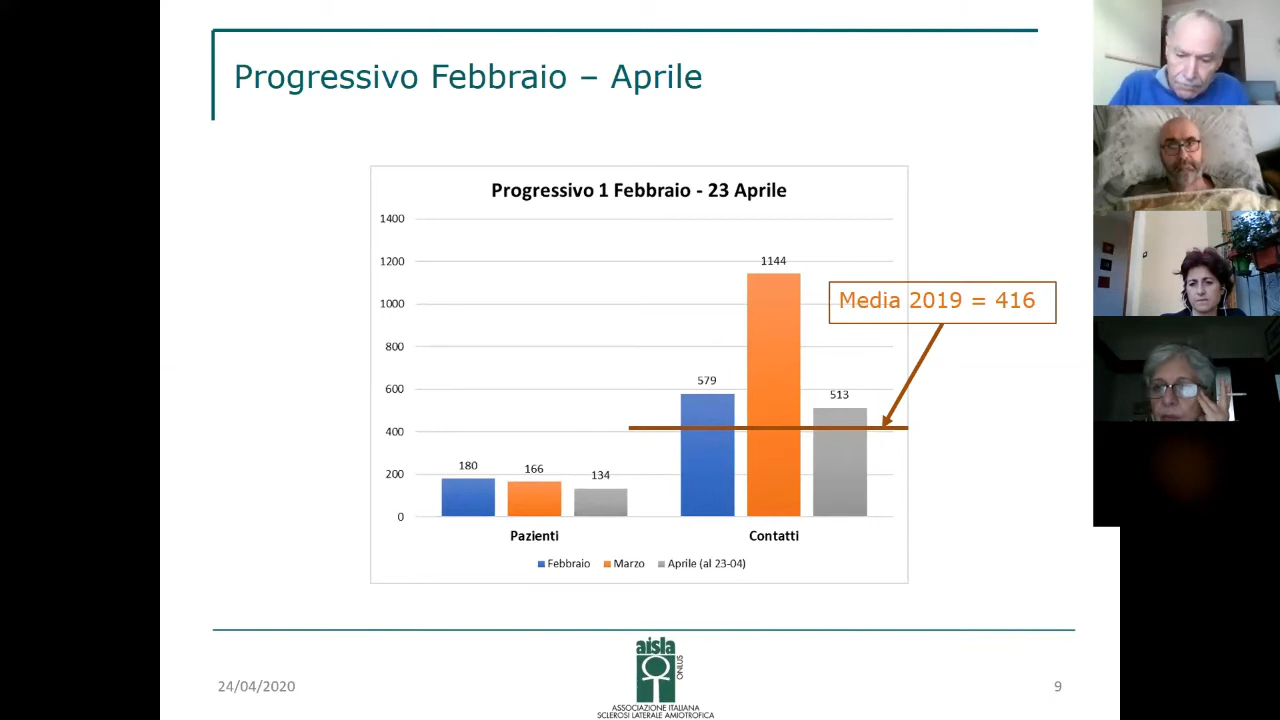 Progressivo Febbraio – Aprile
Progressivo 1 Febbraio - 23 Aprile
1400
1200
1000
800
600
400
200
0
180
166
134
579
1144
513
Media 2019 = 416
Pazienti
Contatti
Febbraio
Marzo
Aprile (al 23-04)
24/04/2020
aisla
ONLUS
ASSOCIAZIONE ITALIANA
SCLEROSI LATERALE AMIOTROFICA
9